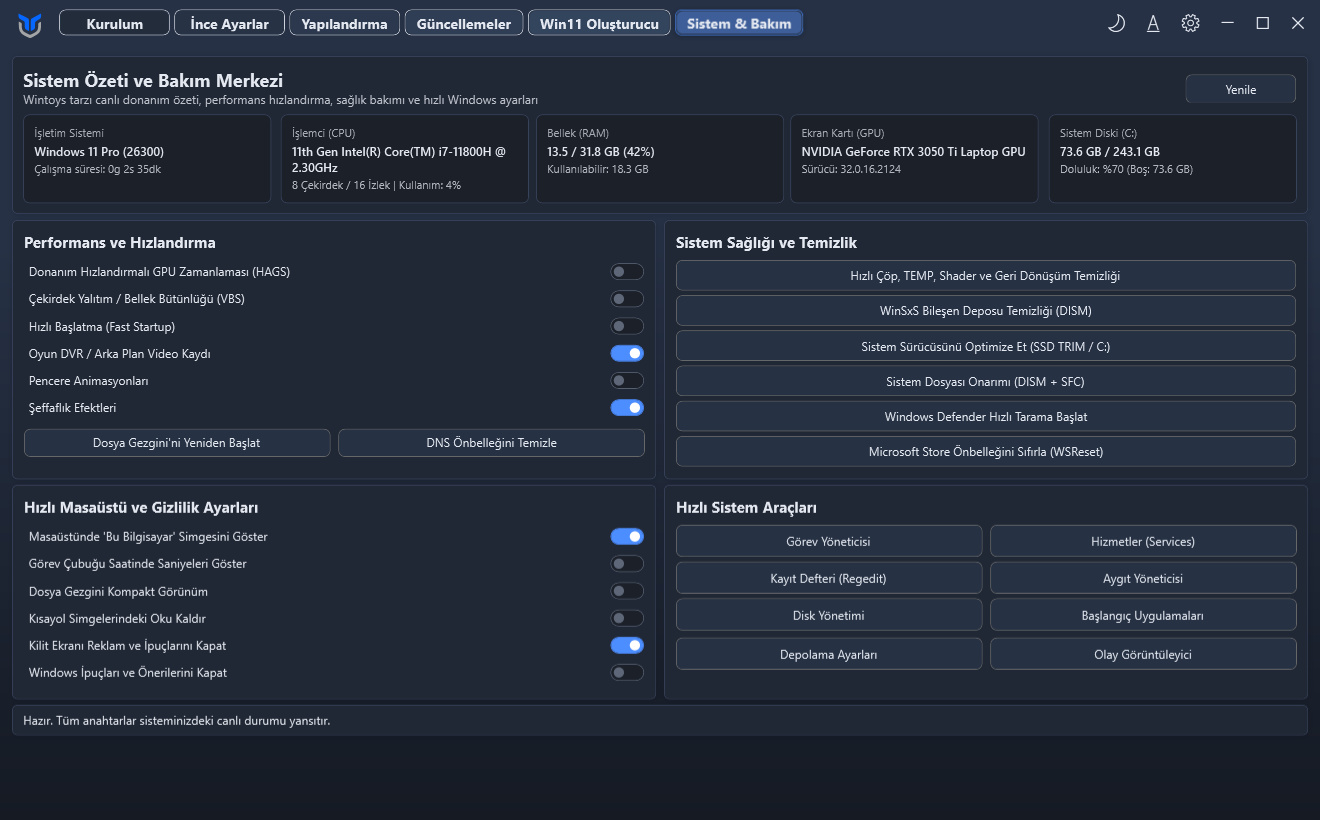 Kurulum
İnce Ayarlar
Yapılandırma
Güncellemeler
Win11 Oluşturucu
Sistem & Bakım
Sistem Özeti ve Bakım Merkezi
Wintoys tarzı canlı donanım özeti, performans hızlandırma, sağlık bakımı ve hızlı Windows ayarları
Yenile
İşletim Sistemi
Windows 11 Pro (26300)
Çalışma süresi: 0g 2s 35dk
İşlemci (CPU)
11th Gen Intel(R) Core(TM) i7-11800H @
2.30GHz
8 Çekirdek / 16 İzlek | Kullanım: 4%
Bellek (RAM)
13.5 / 31.8 GB (42%)
Kullanılabilir: 18.3 GB
Ekran Kartı (GPU)
NVIDIA GeForce RTX 3050 Ti Laptop GPU
Sürücü: 32.0.16.2124
Sistem Diski (C:)
73.6 GB / 243.1 GB
Doluluk: %70 (Boş: 73.6 GB)
Performans ve Hızlandırma
Donanım Hızlandırmalı GPU Zamanlaması (HAGS)
Çekirdek Yalıtım / Bellek Bütünlüğü (VBS)
Hızlı Başlatma (Fast Startup)
Oyun DVR / Arka Plan Video Kaydı
Pencere Animasyonları
Şeffaflık Efektleri
Dosya Gezgini'ni Yeniden Başlat
DNS Önbelleğini Temizle
Sistem Sağlığı ve Temizlik
Hızlı Çöp, TEMP, Shader ve Geri Dönüşüm Temizliği
WinSxS Bileşen Deposu Temizliği (DISM)
Sistem Sürücüsünü Optimize Et (SSD TRIM / C:)
Sistem Dosyası Onarımı (DISM + SFC)
Windows Defender Hızlı Tarama Başlat
Microsoft Store Önbelleğini Sıfırla (WSReset)
Hızlı Masaüstü ve Gizlilik Ayarları
Masaüstünde 'Bu Bilgisayar' Simgesini Göster
Görev Çubuğu Saatinde Saniyeleri Göster
Dosya Gezgini Kompakt Görünüm
Kısayol Simgelerindeki Oku Kaldır
Kilit Ekranı Reklam ve İpuçlarını Kapat
Windows İpuçları ve Önerilerini Kapat
Hızlı Sistem Araçları
Görev Yöneticisi
Hizmetler (Services)
Kayıt Defteri (Regedit)
Aygıt Yöneticisi
Disk Yönetimi
Başlangıç Uygulamaları
Depolama Ayarları
Olay Görüntüleyici
Hazır. Tüm anahtarlar sisteminizdeki canlı durumu yansıtır.